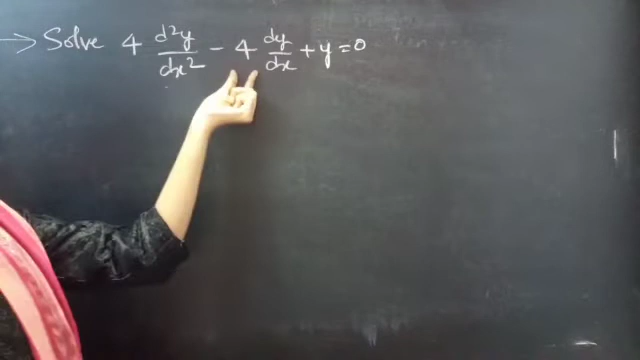 → Solve 4 d²y/dx² - 4 dy/dx + y = 0